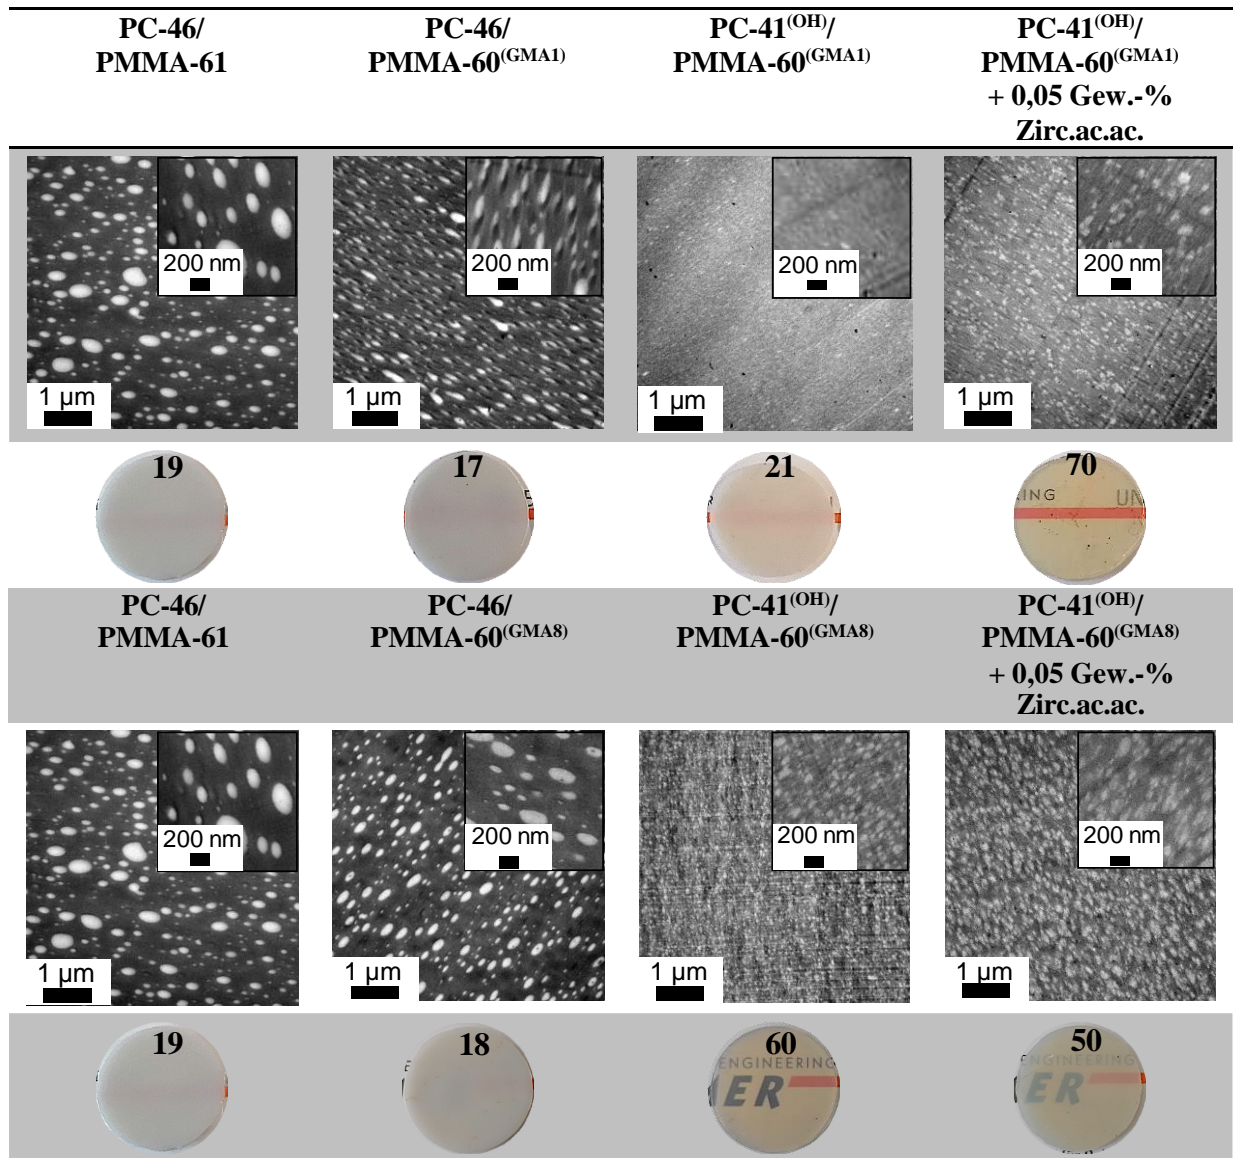 PC-46/ PC-46/ PC-41(OH)/ PC-41(OH)/
PMMA-61 PMMA-60(GMA1) PMMA-60(GMA1) PMMA-60(GMA1)
+ 0,05 Gew.-%
Zirc.ac.ac.
200 nm 200 nm 200 nm 200 nm
1 µm 1 µm 1 µm 1 µm
19 17 21 70
RING UN
PC-46/ PC-46/ PC-41(OH)/ PC-41(OH)/
PMMA-61 PMMA-60(GMA8) PMMA-60(GMA8) PMMA-60(GMA8)
+ 0,05 Gew.-%
Zirc.ac.ac.
200 nm 200 nm 200 nm 200 nm
1 µm 1 µm 1 µm 1 µm
19 18 60 50
ENGINEERING ENGINEERING
ER ER